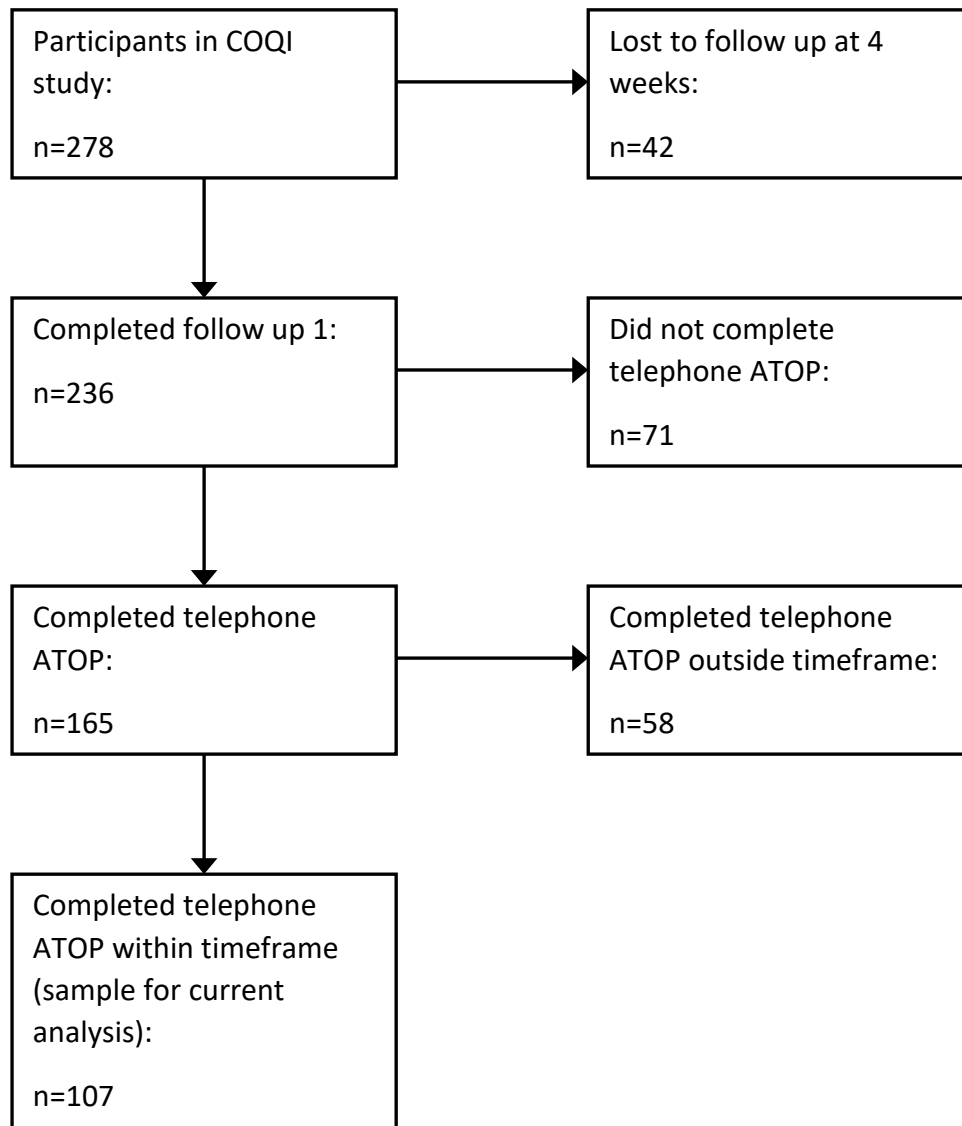 Participants in COQI
study:
n=278
Lost to follow up at 4
weeks:
n=42
Completed follow up 1:
n=236
Did not complete
telephone ATOP:
n=71
Completed telephone
ATOP:
n=165
Completed telephone
ATOP outside timeframe:
n=58
Completed telephone
ATOP within timeframe
(sample for current
analysis):
n=107